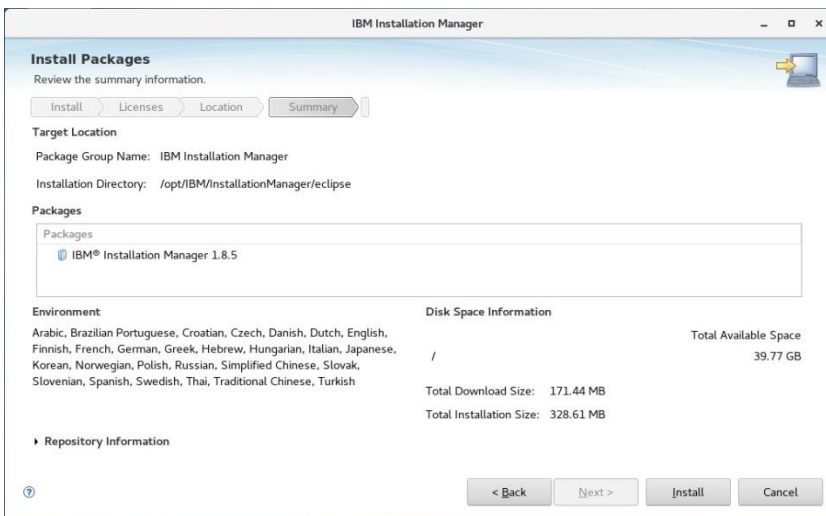 IBM Installation Manager
Install Packages
Review the summary information.
Install
Licenses
Location
Summary
Target Location
Package Group Name: IBM Installation Manager
Installation Directory: /opt/IBM/InstallationManager/eclipse
Packages
Packages
IBM® Installation Manager 1.8.5
Environment
Arabic, Brazilian Portuguese, Croatian, Czech, Danish, Dutch, English,
Finnish, French, German, Greek, Hebrew, Hungarian, Italian, Japanese,
Korean, Norwegian, Polish, Russian, Simplified Chinese, Slovak,
Slovenian, Spanish, Swedish, Thai, Traditional Chinese, Turkish
Disk Space Information
Total Available Space
/ 39.77 GB
Total Download Size: 171.44 MB
Total Installation Size: 328.61 MB
Repository Information
?
< Back
Next >
Install
Cancel